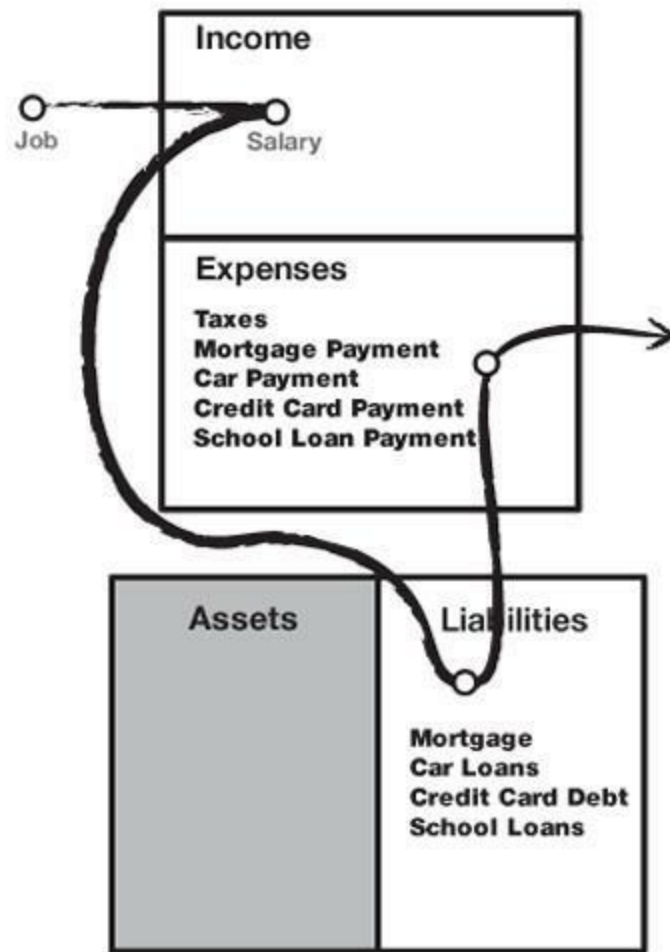 Income
Job
Salary
Expenses
Taxes
Mortgage Payment
Car Payment
Credit Card Payment
School Loan Payment
Assets
Liabilities
Mortgage
Car Loans
Credit Card Debt
School Loans